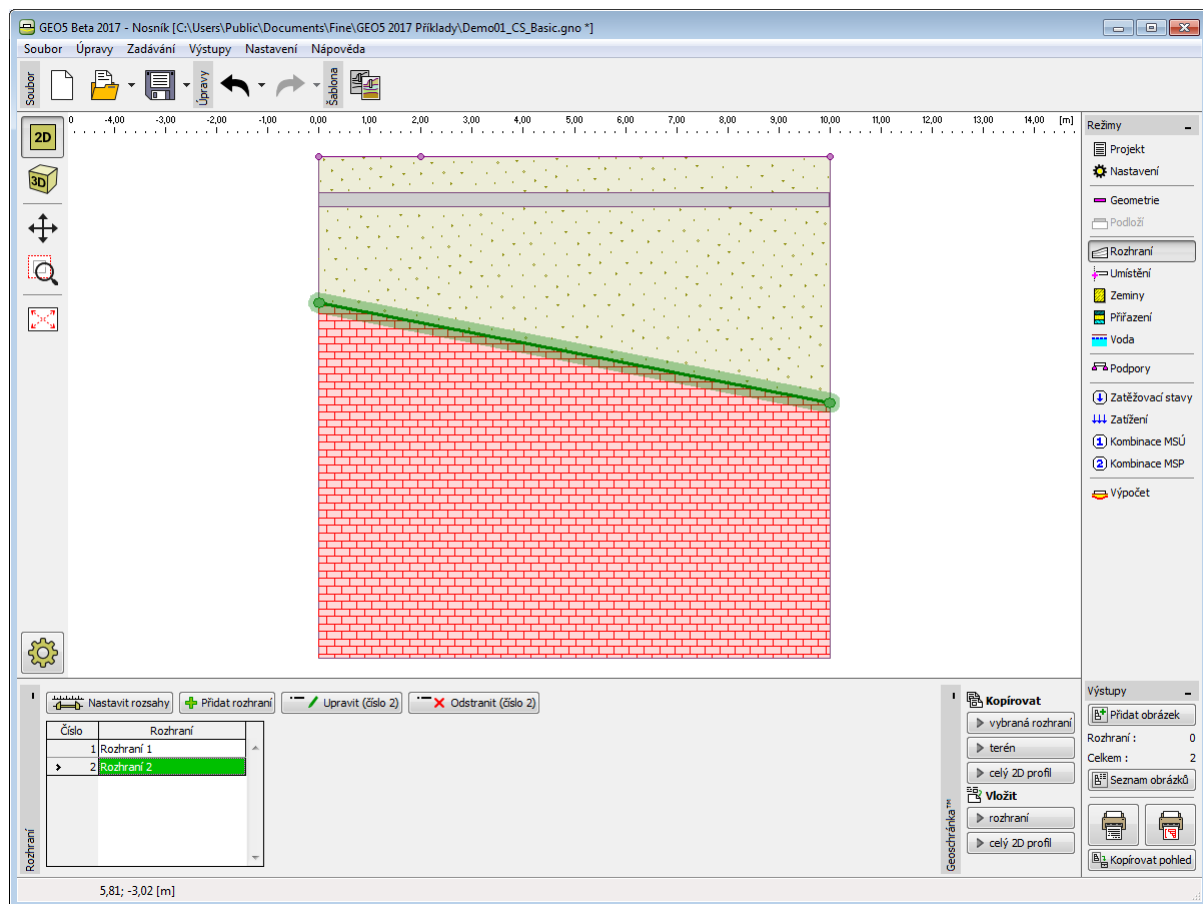 GEO5 Beta 2017 - Nosník [C:\Users\Public\Documents\Fine\GEO5 2017 Příklady\Demo01_CS_Basic.gno *]
Soubor Úpravy Zadávání Výstupy Nastavení Nápověda
Soubor
Úpravy
Šablona
0 -4,00 -3,00 -2,00 -1,00 0,00 1,00 2,00 3,00 4,00 5,00 6,00 7,00 8,00 9,00 10,00 11,00 12,00 13,00 14,00 [m]
2D
3D
Režimy
Projekt
Nastavení
Geometrie
Podloží
Rozhraní
Umístění
Zeminy
Přiřazení
Voda
Podpory
Zatěžovací stavy
Zatížení
1 Kombinace MSÚ
2 Kombinace MSP
Výpočet
Rozhraní
Nastavit rozsahy Přidat rozhraní Upravit (číslo 2) Odstranit (číslo 2)
Číslo Rozhraní
1 Rozhraní 1
2 Rozhraní 2
Geoschránka™
Kopírovat
vybraná rozhraní
terén
celý 2D profil
Vložit
rozhraní
celý 2D profil
Výstupy
Přidat obrázek
Rozhraní : 0
Celkem : 2
Seznam obrázků
Kopírovat pohled
5,81; -3,02 [m]